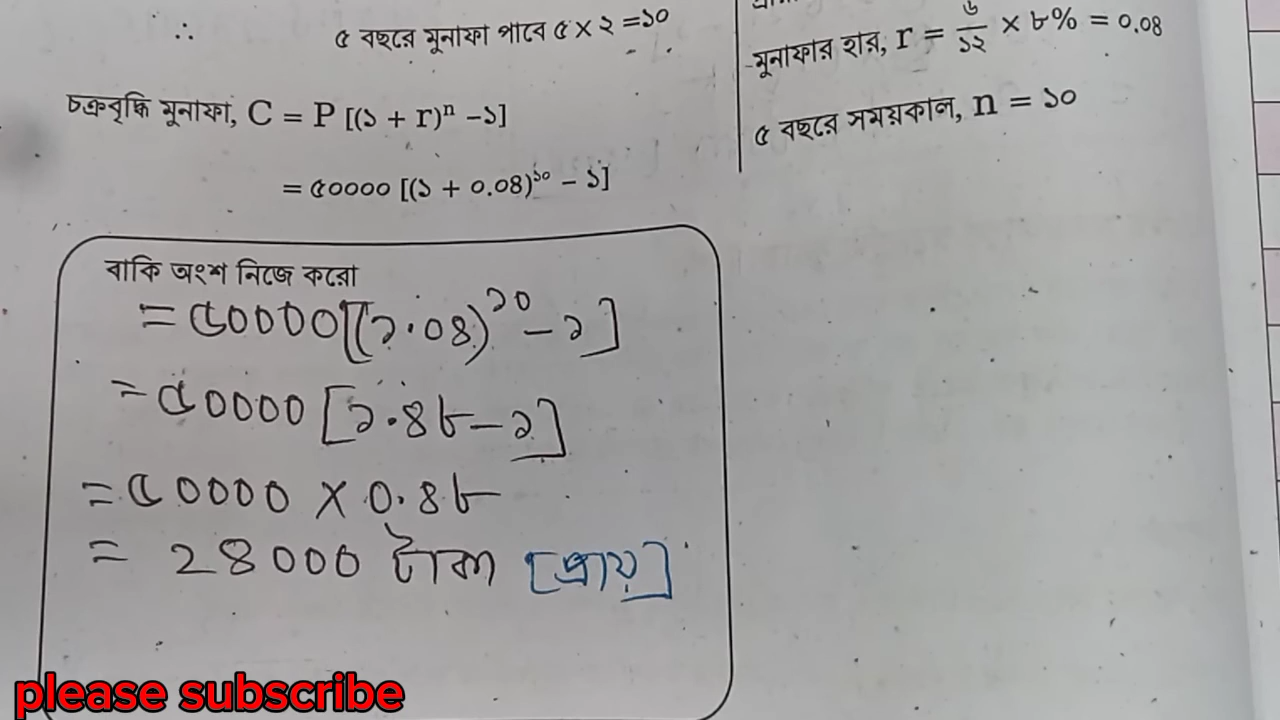 ∴ ৫ বছরে মুনাফা পাবে ৫ × ২ = ১০
চক্রবৃদ্ধি মুনাফা, C = P [(১ + r)ⁿ – ১]
= ৫০০০০ [(১ + ০.০৪)¹⁰ – ১]
মুনাফার হার, r = ৬/১২ × ৮% = ০.০৪
৫ বছরে সময়কাল, n = ১০
বাকি অংশ নিজে করো
= ৫০০০০[(১.০৪)¹⁰ – ১]
= ৫০০০০ [১.৪৮ – ১]
= ৫০০০০ × ০.৪৮
= ২৪০০০ টাকা [প্রায়]
please subscribe